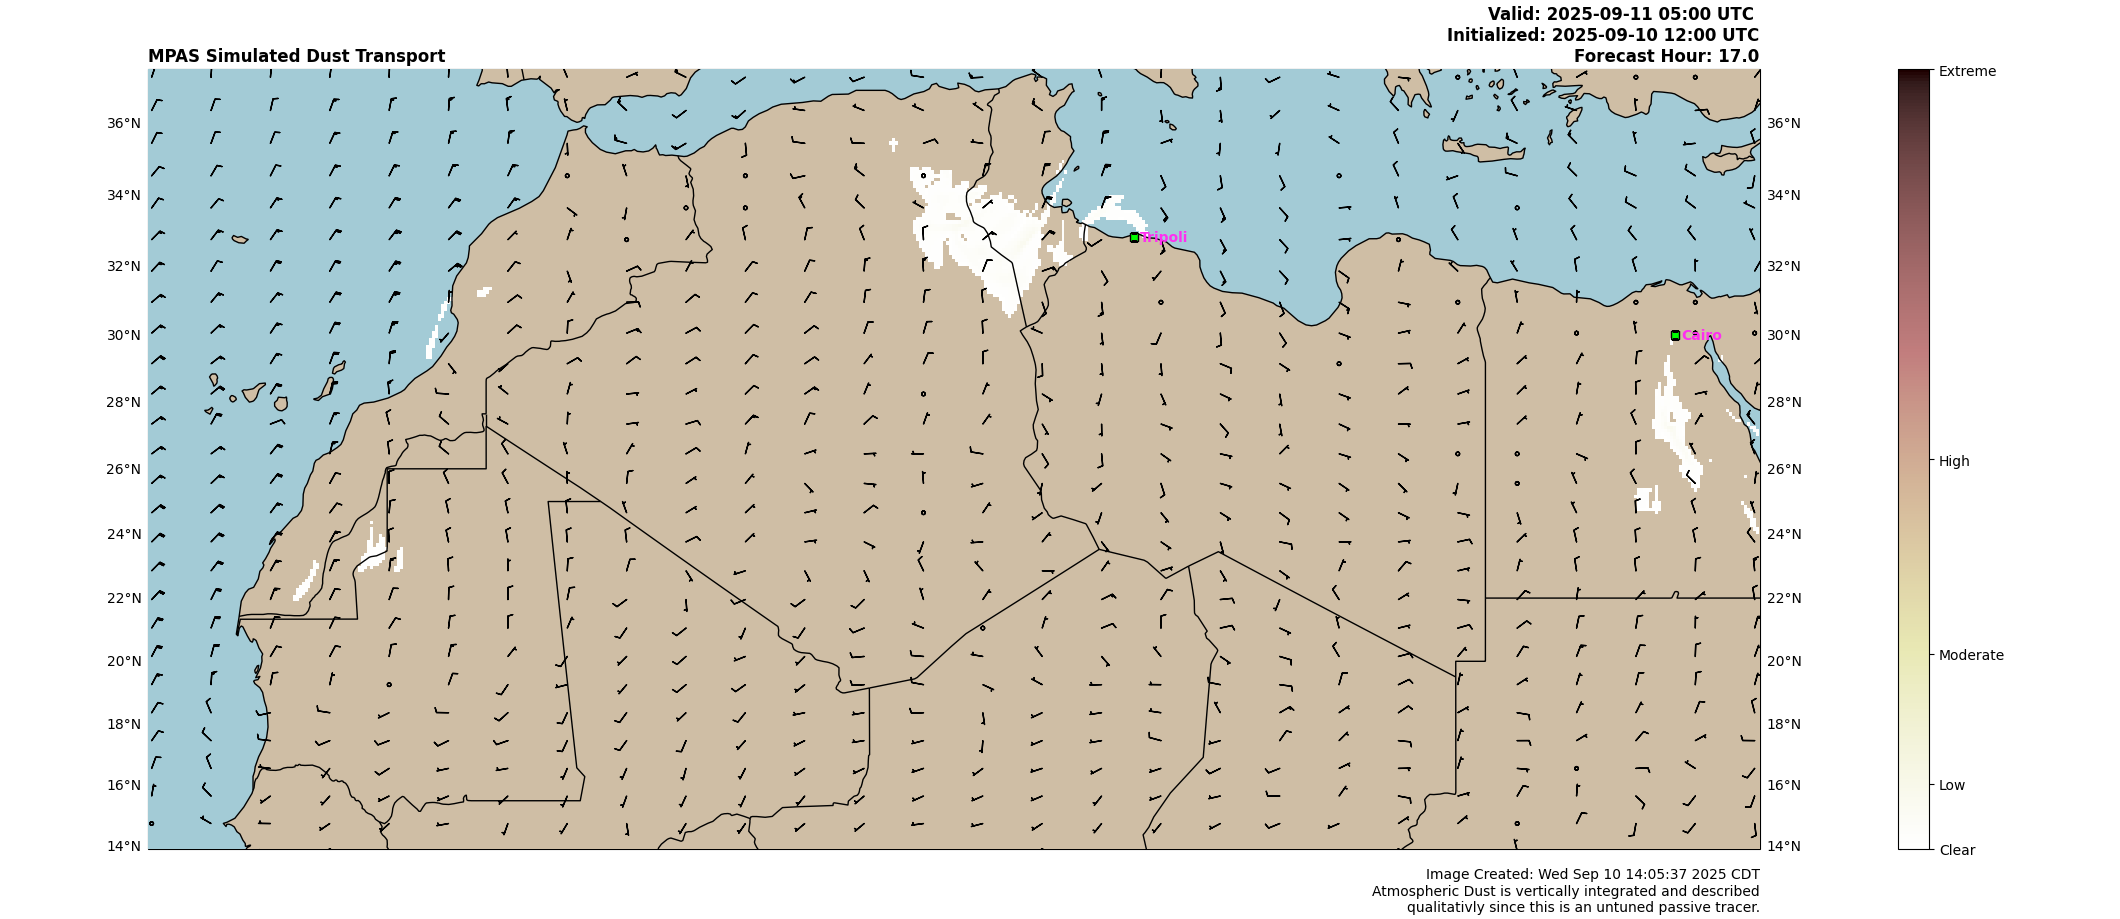 Valid: 2025-09-11 05:00 UTC
Initialized: 2025-09-10 12:00 UTC
MPAS Simulated Dust Transport
Forecast Hour: 17.0
Extreme
36°N
36°N
34°N
34°N
Tripoli
32°N
32°N
30°N
Cairo
30°N
28°N
28°N
26°N
26°N
High
24°N
24°N
22°N
22°N
20°N
20°N
Moderate
18°N
18°N
16°N
16°N
Low
14°N
14°N
Clear
Image Created: Wed Sep 10 14:05:37 2025 CDT
Atmospheric Dust is vertically integrated and described
qualitativly since this is an untuned passive tracer.